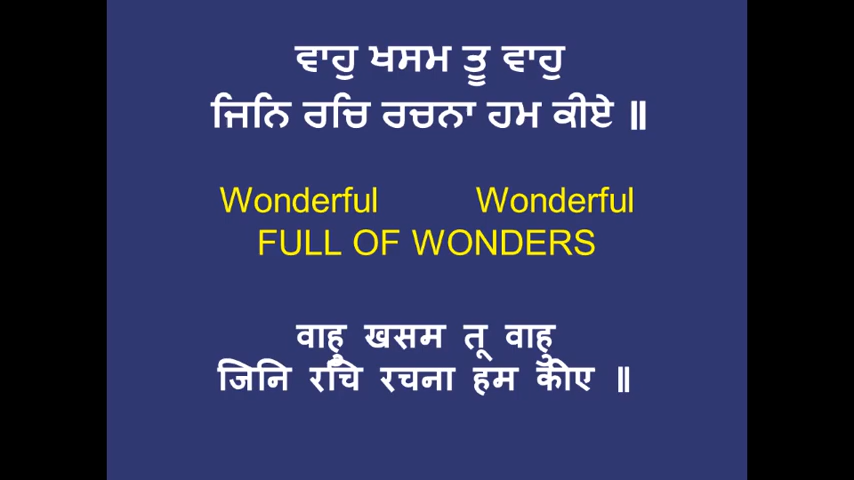 ਵਾਹੁ ਖਸਮ ਤੂ ਵਾਹੁ
ਜਿਨਿ ਰਚਿ ਰਚਨਾ ਹਮ ਕੀਏ ॥
Wonderful Wonderful
FULL OF WONDERS
वाहु खसम तू वाहु
जिनि रचि रचना हम कीए ॥